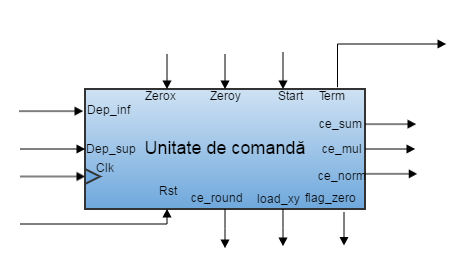 Zerox Zeroy Start Term
Dep_inf
ce_sum
Dep_sup Unitate de comandă ce_mul
Clk
ce_norm
Rst
ce_round load_xy flag_zero